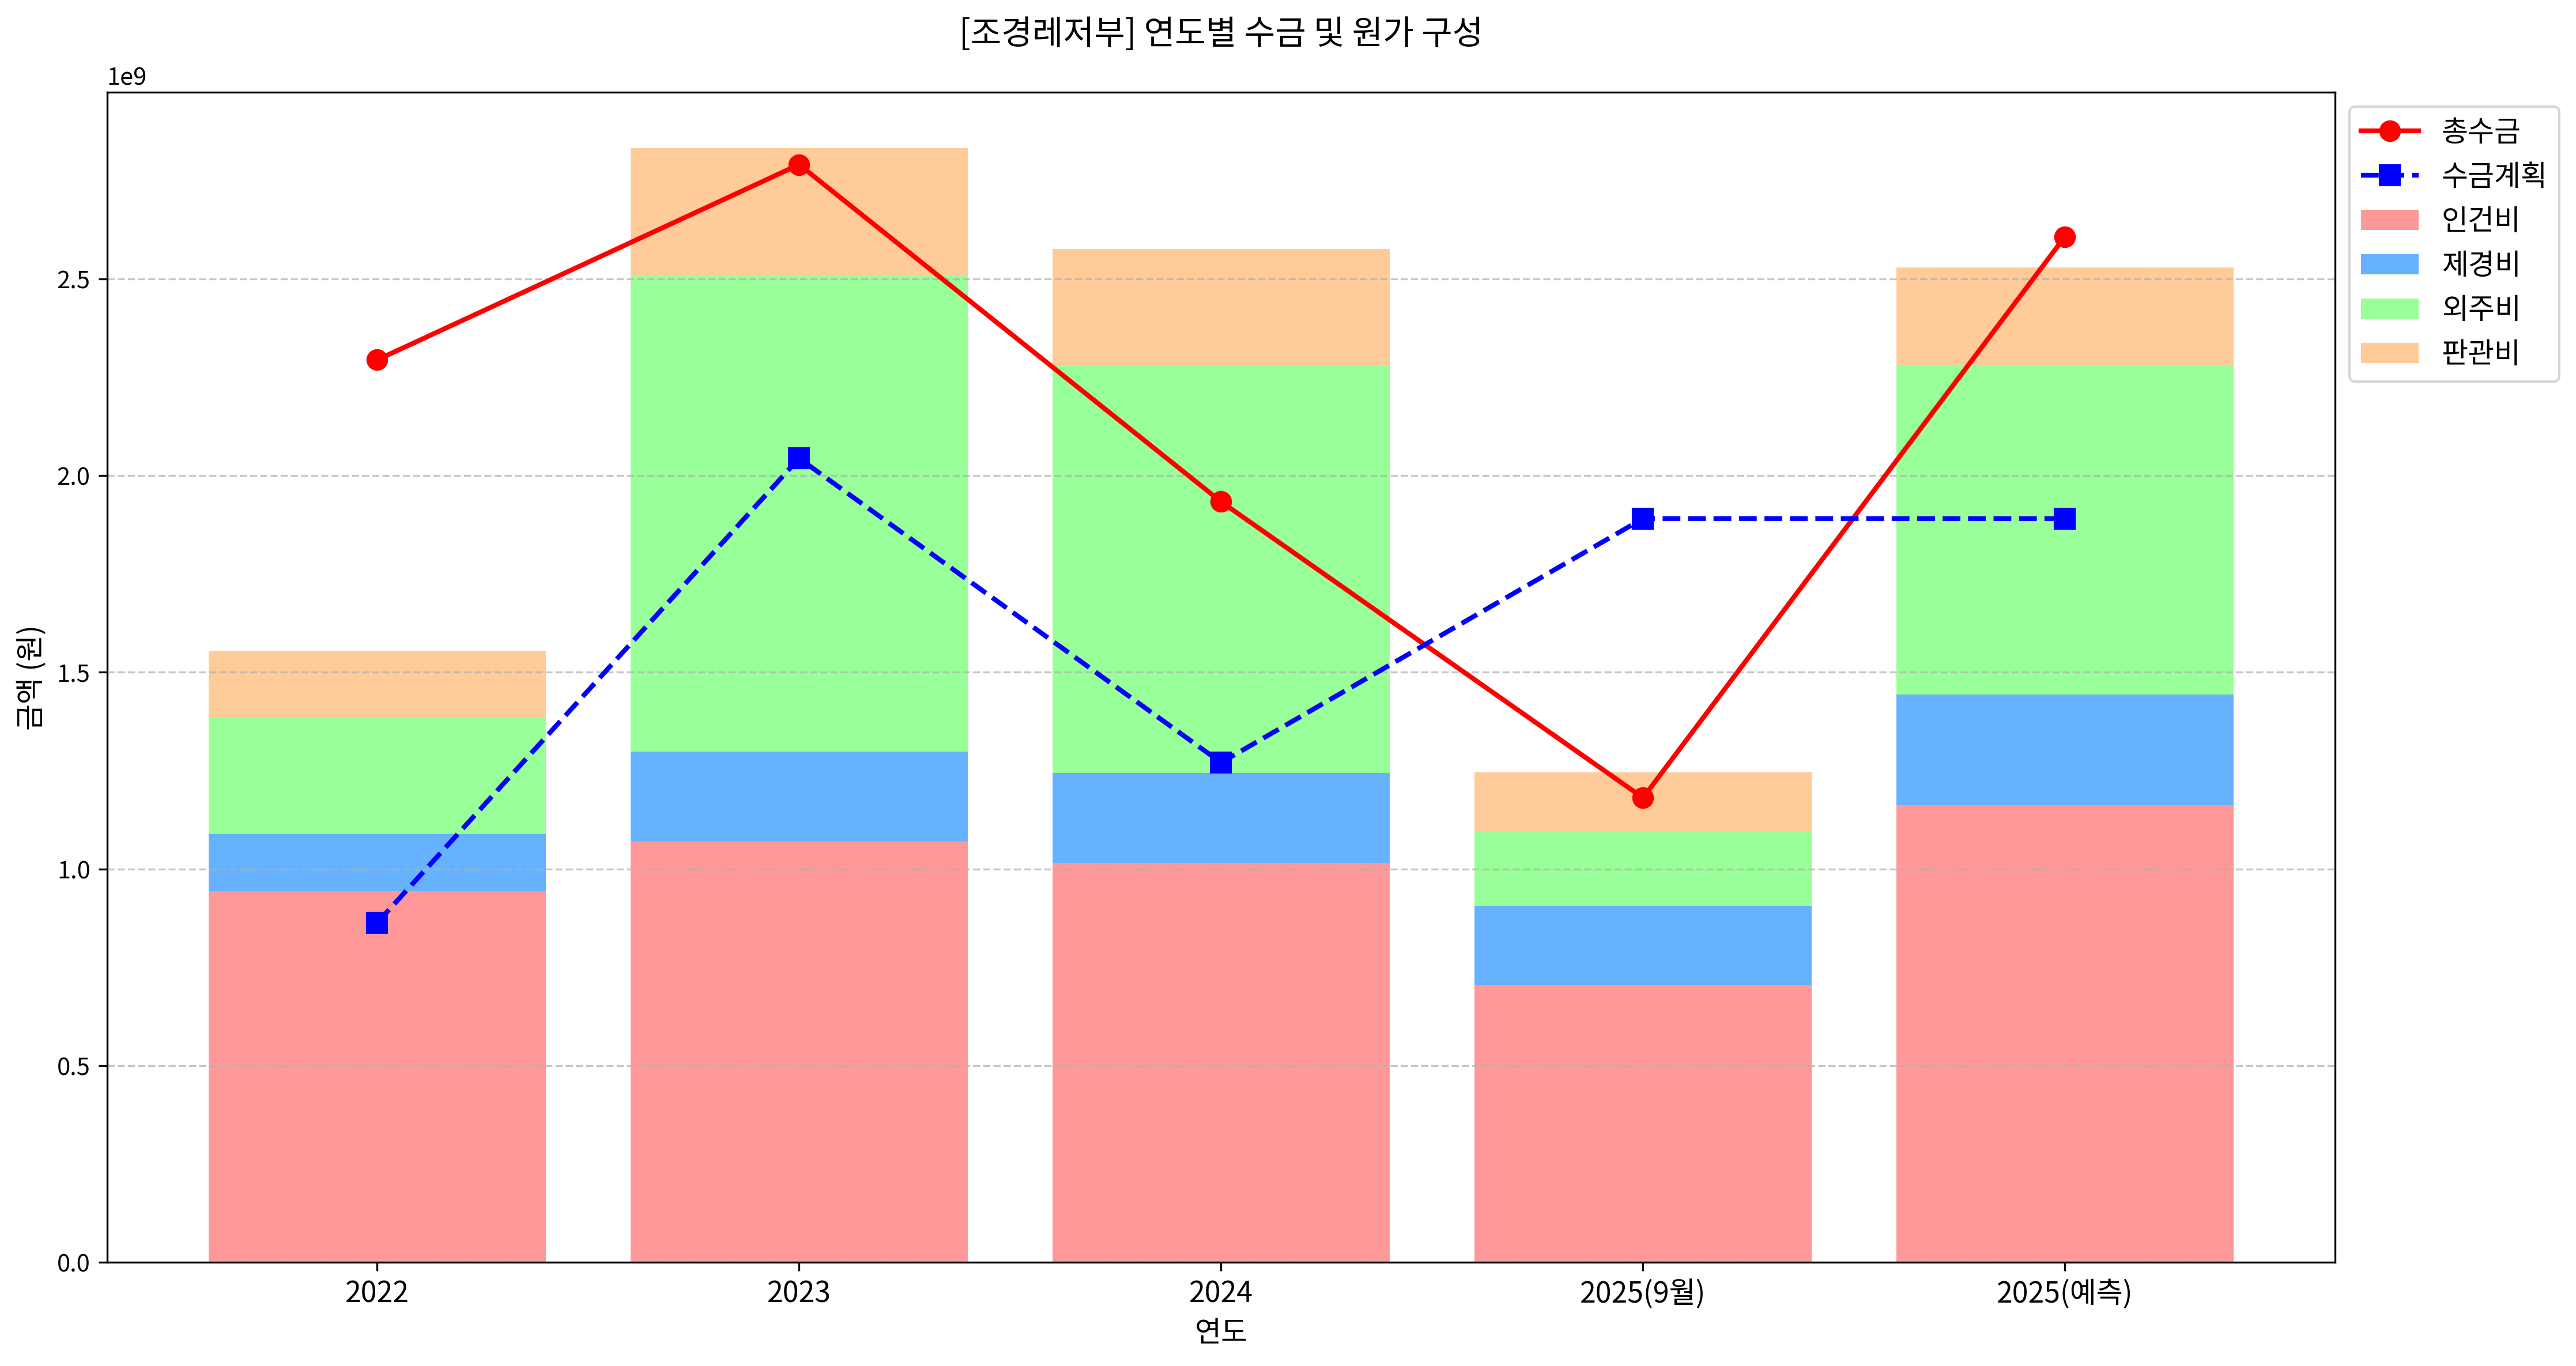 [조경레저부] 연도별 수금 및 원가 구성
1e9
2.5
2.0
1.5
1.0
0.5
0.0
금액 (원)
2022
2023
2024
2025(9월)
2025(예측)
연도
총수금
수금계획
인건비
제경비
외주비
판관비